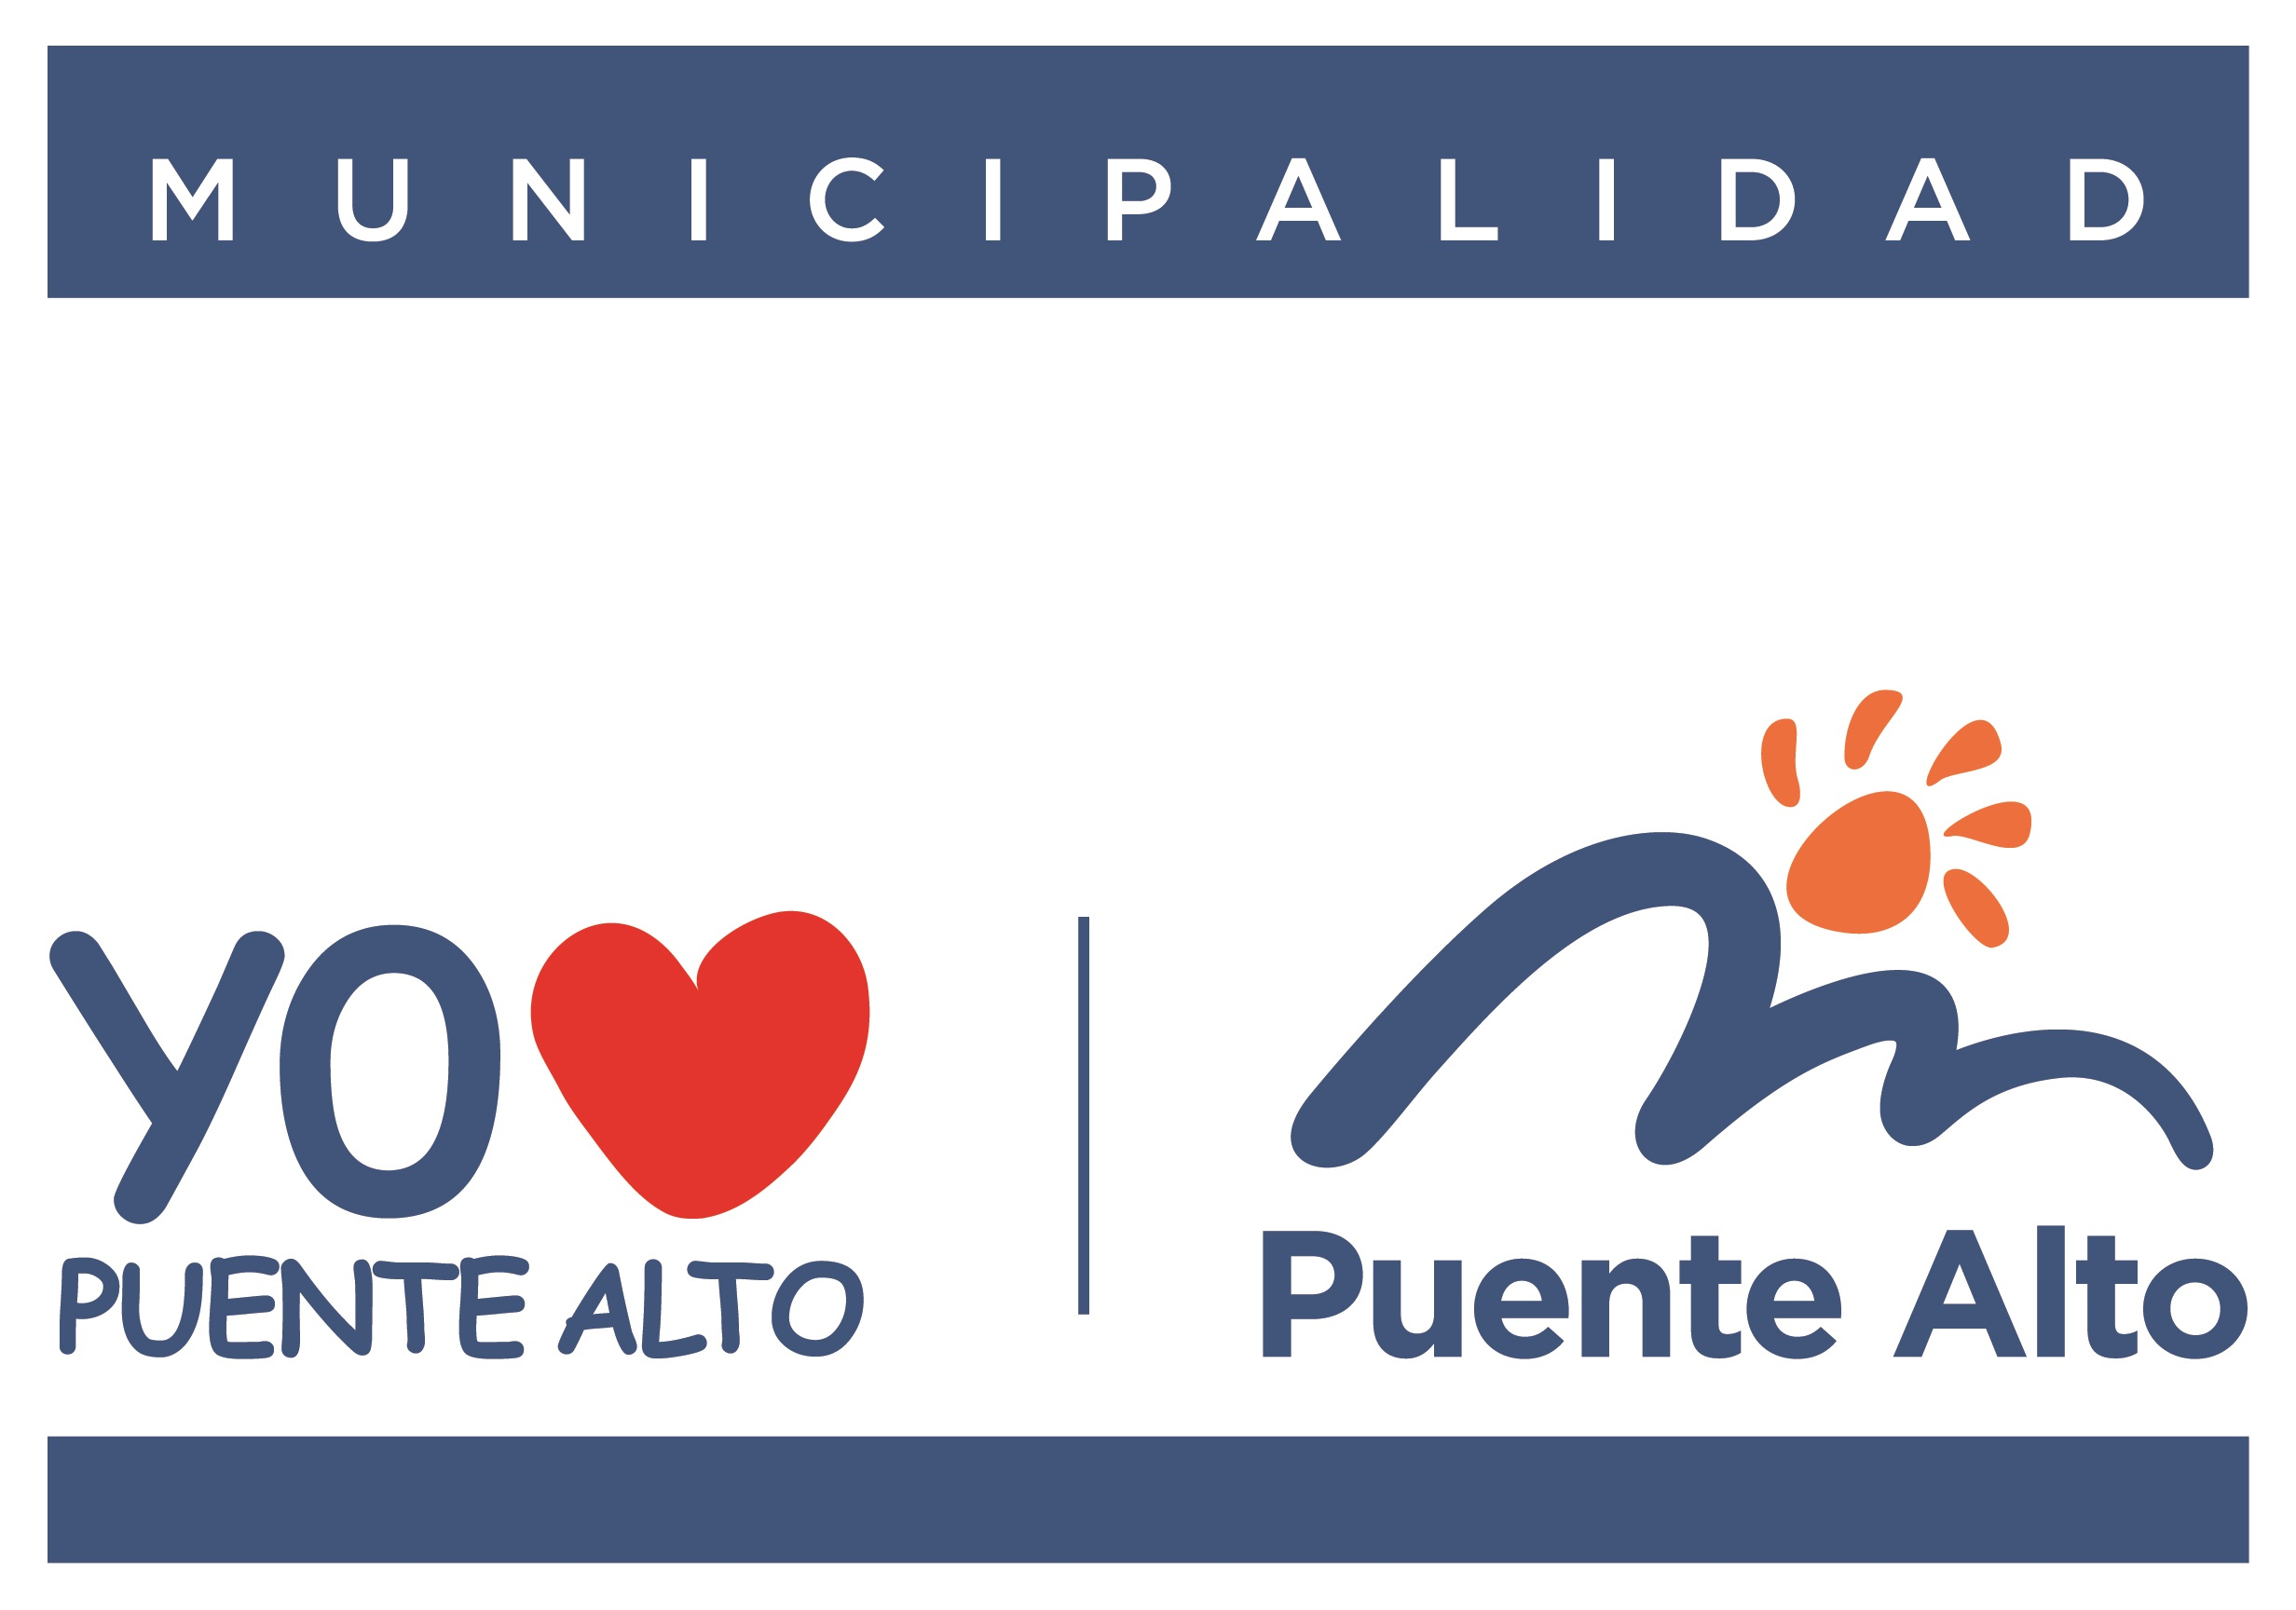 MUNICIPALIDAD
YO
PUENTE ALTO
Puente Alto